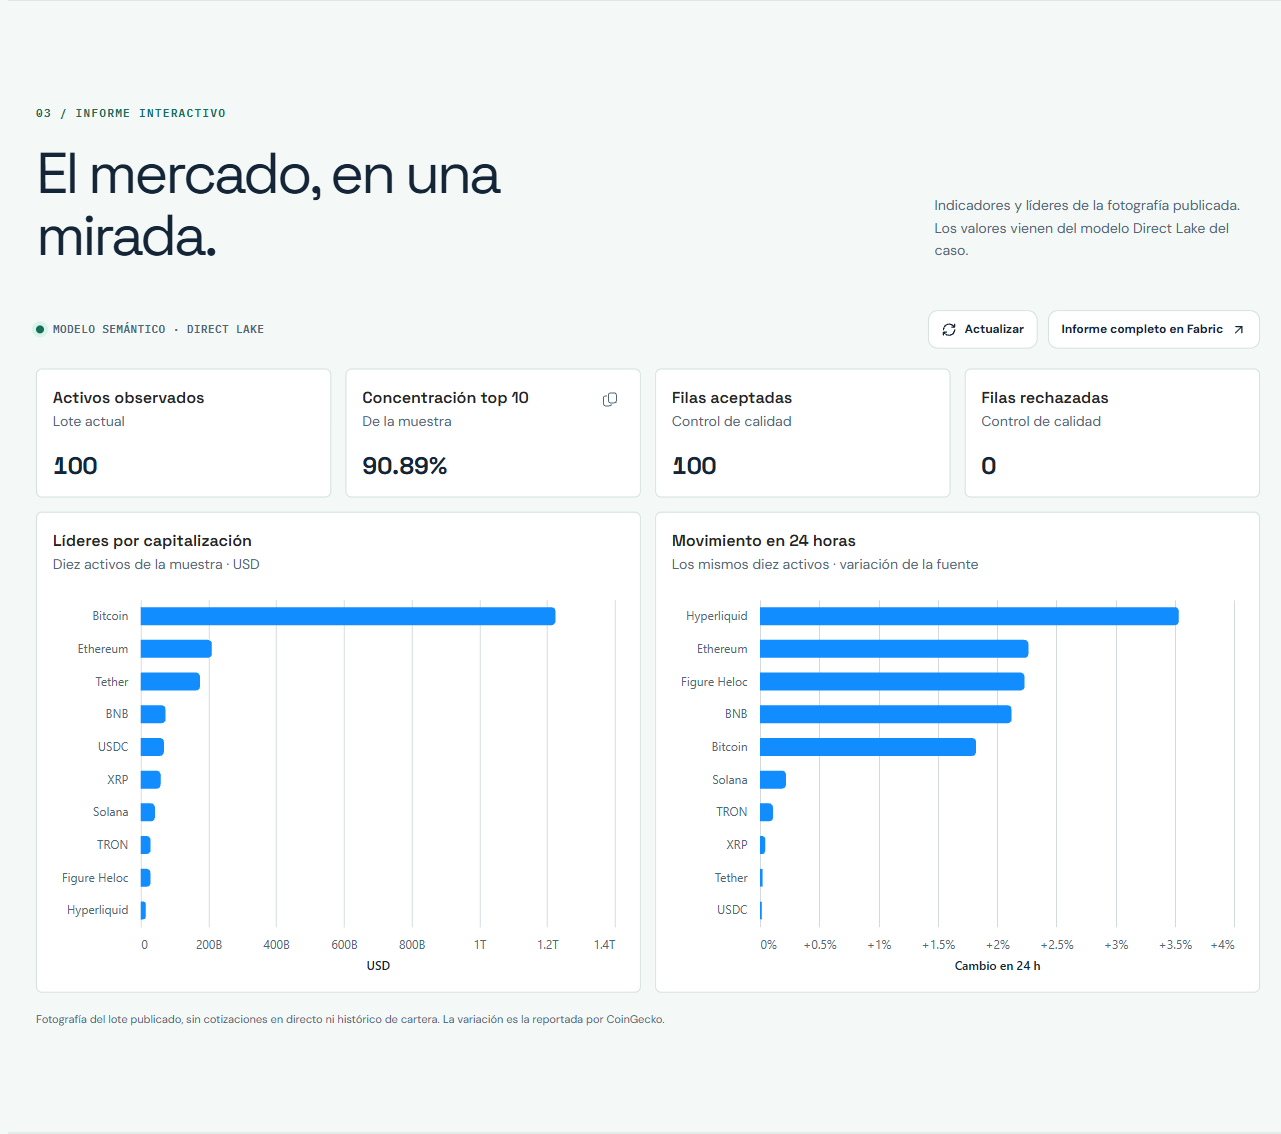 03 / INFORME INTERACTIVO
El mercado, en una
mirada.
Indicadores y líderes de la fotografía publicada.
Los valores vienen del modelo Direct Lake del
caso.
MODELO SEMÁNTICO · DIRECT LAKE
Actualizar
Informe completo en Fabric
Activos observados
Lote actual
100
Concentración top 10
De la muestra
90.89%
Filas aceptadas
Control de calidad
100
Filas rechazadas
Control de calidad
0
Líderes por capitalización
Diez activos de la muestra · USD
Bitcoin
Ethereum
Tether
BNB
USDC
XRP
Solana
TRON
Figure Heloc
Hyperliquid
0 200B 400B 600B 800B 1T 1.2T 1.4T
USD
Movimiento en 24 horas
Los mismos diez activos · variación de la fuente
Hyperliquid
Ethereum
Figure Heloc
BNB
Bitcoin
Solana
TRON
XRP
Tether
USDC
0% +0.5% +1% +1.5% +2% +2.5% +3% +3.5% +4%
Cambio en 24 h
Fotografía del lote publicado, sin cotizaciones en directo ni histórico de cartera. La variación es la reportada por CoinGecko.